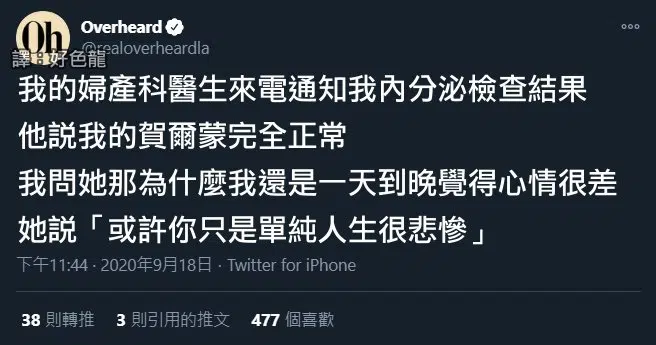 Overheard
Oh
@realoverheardla
譯：好色龍
我的婦產科醫生來電通知我內分泌檢查結果
他說我的賀爾蒙完全正常
我問她那為什麼我還是一天到晚覺得心情很差
她說「或許你只是單純人生很悲慘」
下午11:44 · 2020年9月18日 · Twitter for iPhone
38 則轉推 3 則引用的推文 477 個喜歡